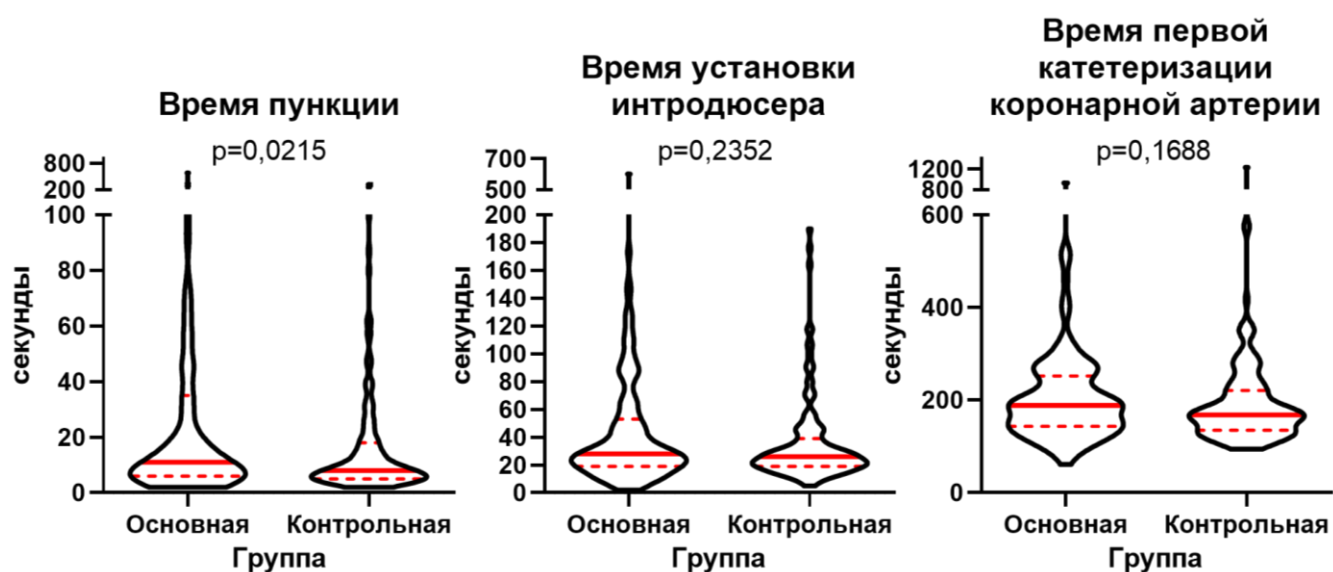 Время пункции
p=0,0215
800
200
100
80
60
40
20
0
секунды
Основная Контрольная
Группа
Время установки
интродюсера
p=0,2352
700
500
200
180
160
140
120
100
80
60
40
20
0
секунды
Основная Контрольная
Группа
Время первой
катетеризации
коронарной артерии
p=0,1688
1200
800
600
400
200
0
секунды
Основная Контрольная
Группа